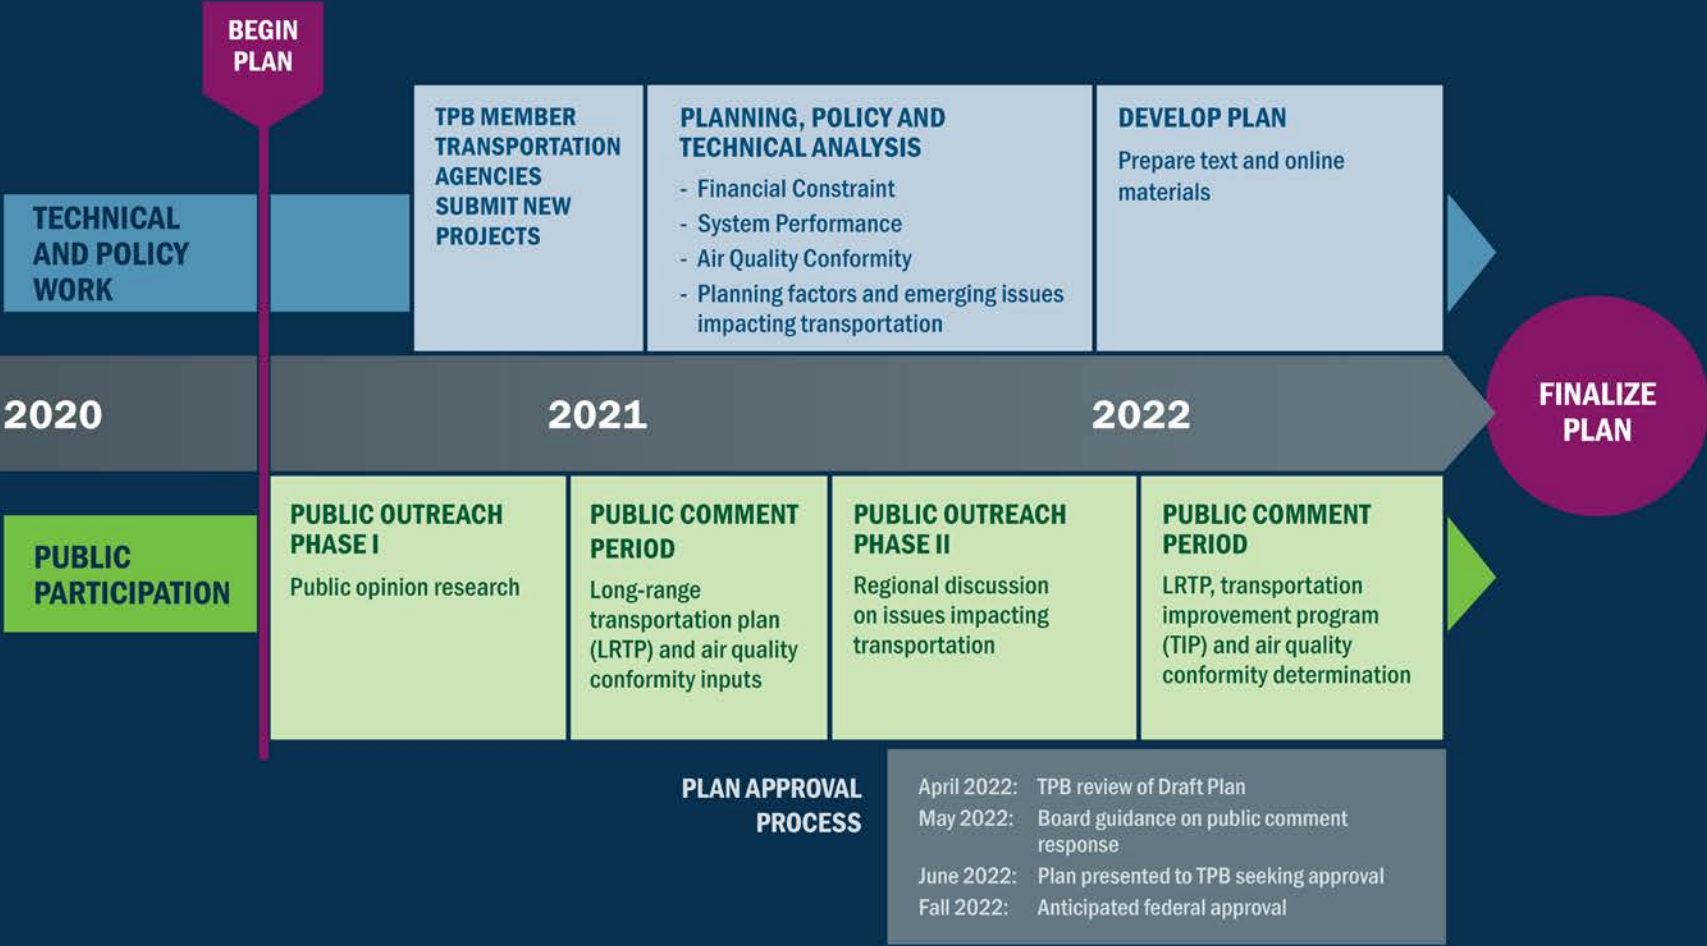 BEGIN
PLAN
TECHNICAL
AND POLICY
WORK
TPB MEMBER
TRANSPORTATION
AGENCIES
SUBMIT NEW
PROJECTS
PLANNING, POLICY AND
TECHNICAL ANALYSIS
- Financial Constraint
- System Performance
- Air Quality Conformity
- Planning factors and emerging issues
impacting transportation
DEVELOP PLAN
Prepare text and online
materials
2020
2021
2022
FINALIZE
PLAN
PUBLIC
PARTICIPATION
PUBLIC OUTREACH
PHASE I
Public opinion research
PUBLIC COMMENT
PERIOD
Long-range
transportation plan
(LRTP) and air quality
conformity inputs
PUBLIC OUTREACH
PHASE II
Regional discussion
on issues impacting
transportation
PUBLIC COMMENT
PERIOD
LRTP, transportation
improvement program
(TIP) and air quality
conformity determination
PLAN APPROVAL
PROCESS
April 2022: TPB review of Draft Plan
May 2022: Board guidance on public comment
response
June 2022: Plan presented to TPB seeking approval
Fall 2022: Anticipated federal approval